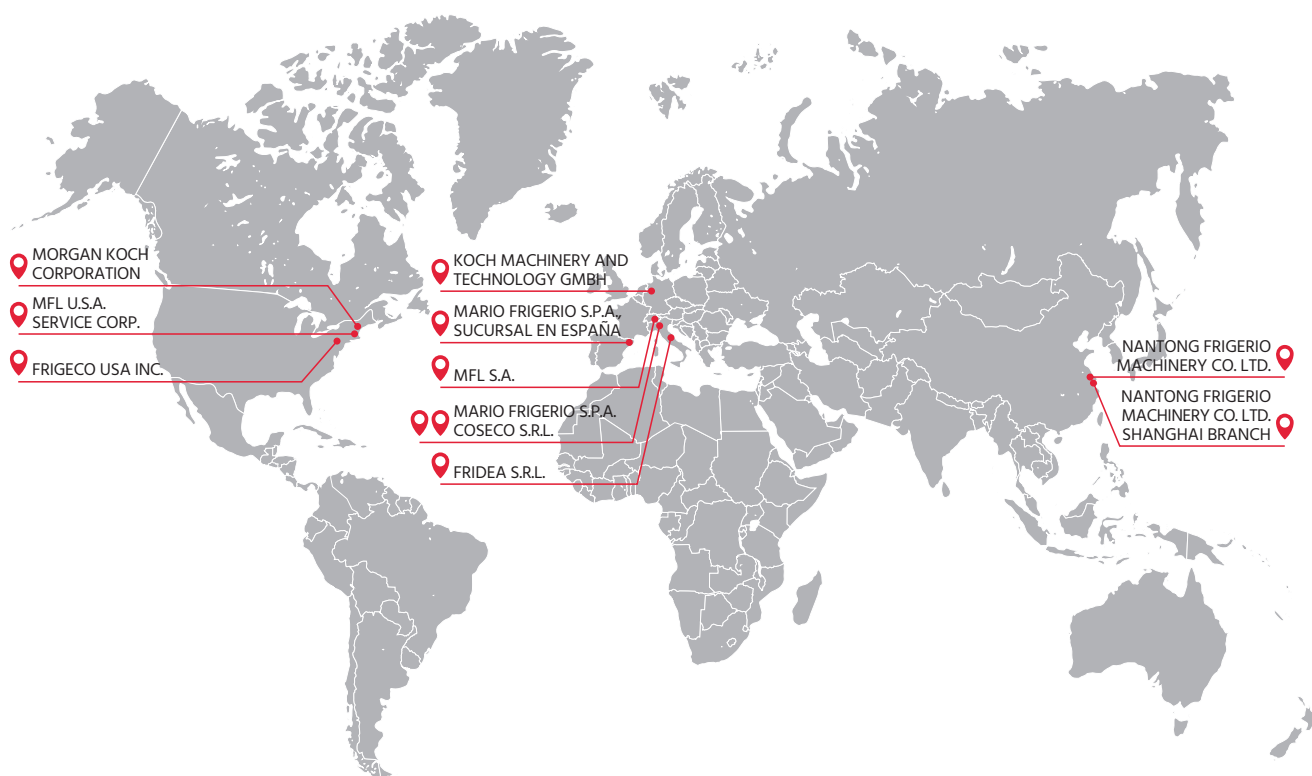 MORGAN KOCH
CORPORATION
MFL U.S.A.
SERVICE CORP.
FRIGECO USA INC.
KOCH MACHINERY AND
TECHNOLOGY GMBH
MARIO FRIGERIO S.P.A.,
SUCURSAL EN ESPAÑA
MFL S.A.
MARIO FRIGERIO S.P.A.
COSECO S.R.L.
FRIDEA S.R.L.
NANTONG FRIGERIO
MACHINERY CO. LTD.
NANTONG FRIGERIO
MACHINERY CO. LTD.
SHANGHAI BRANCH